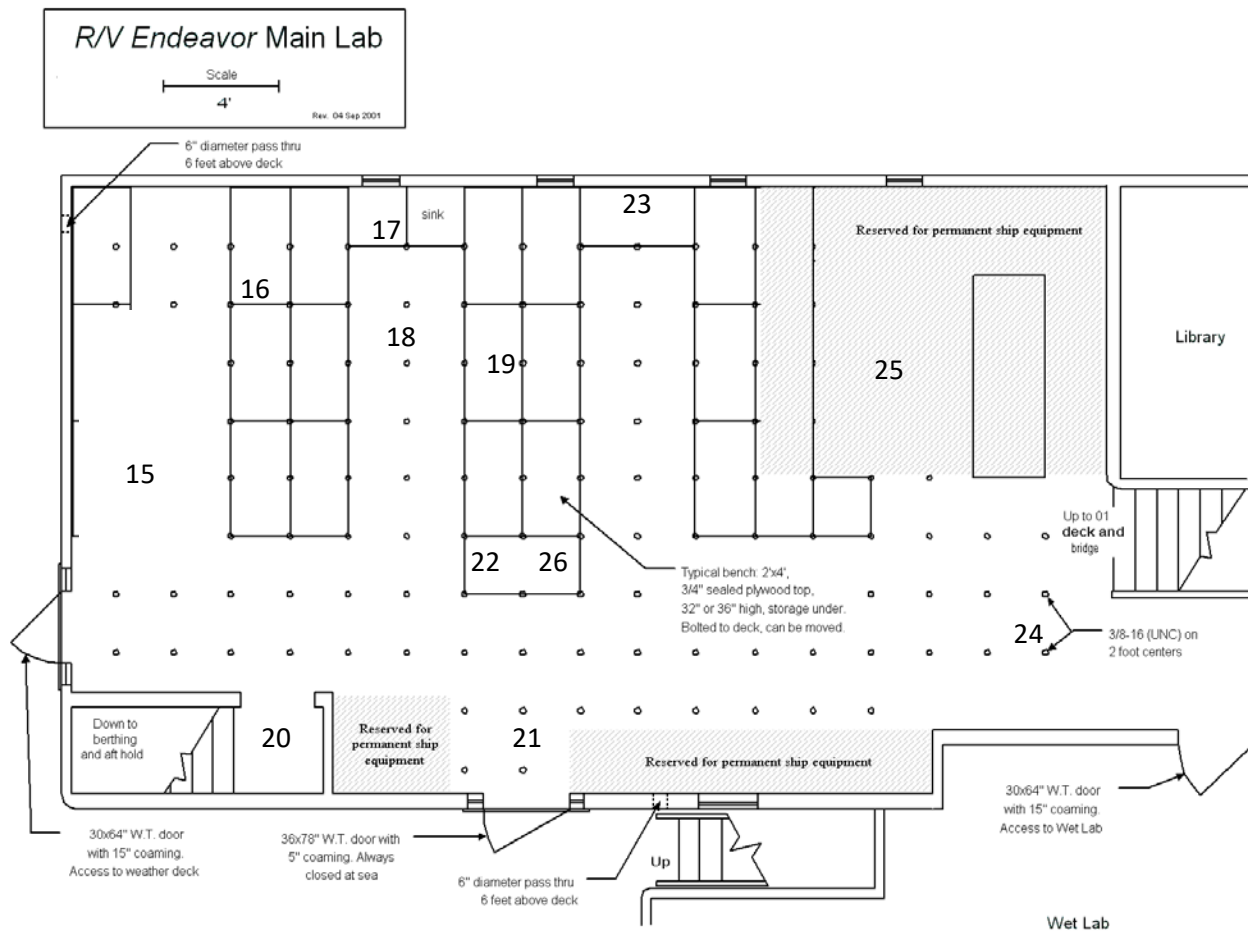 R/V Endeavor Main Lab
Scale
4'
Rev. 04 Sep 2001
6" diameter pass thru
6 feet above deck
sink
23
17
Reserved for permanent ship equipment
16
18
19
25
Library
15
Up to 01
deck and
bridge
22
26
Typical bench: 2'x4',
3/4" sealed plywood top,
32" or 36" high, storage under.
Bolted to deck, can be moved.
24
3/8-16 (UNC) on
2 foot centers
Down to
berthing
and aft hold
20
Reserved for
permanent ship
equipment
21
Reserved for permanent ship equipment
30x64" W.T. door
with 15" coaming.
Access to weather deck
36x78" W.T. door with
5" coaming. Always
closed at sea
6" diameter pass thru
6 feet above deck
Up
30x64" W.T. door
with 15" coaming.
Access to Wet Lab
Wet Lab